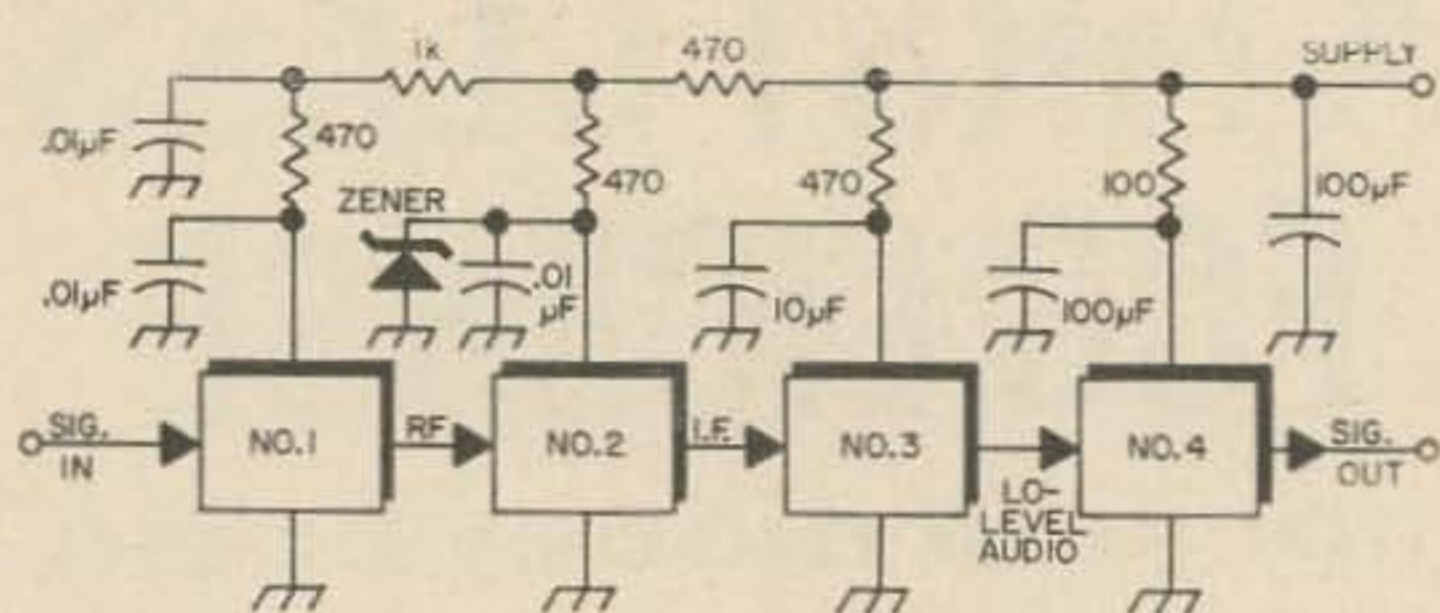 1k
470
SUPPLY
.01µF
470
470
470
100
100µF
ZENER
.01µF
.01
µF
10µF
100µF
SIG.
IN
NO.1
RF
NO.2
I.F.
NO.3
LO-
LEVEL
AUDIO
NO.4
SIG.
OUT